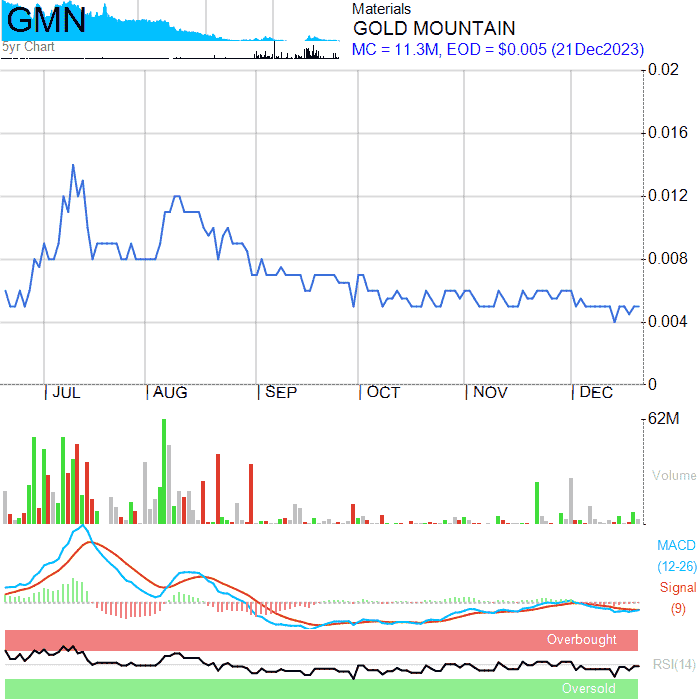 GMN
5yr Chart
Materials
GOLD MOUNTAIN
MC = 11.3M, EOD = $0.005 (21Dec2023)
0.02
0.016
0.012
0.008
0.004
0
JUL
AUG
SEP
OCT
NOV
DEC
62M
Volume
MACD
(12-26)
Signal
(9)
Overbought
RSI(14)
Oversold